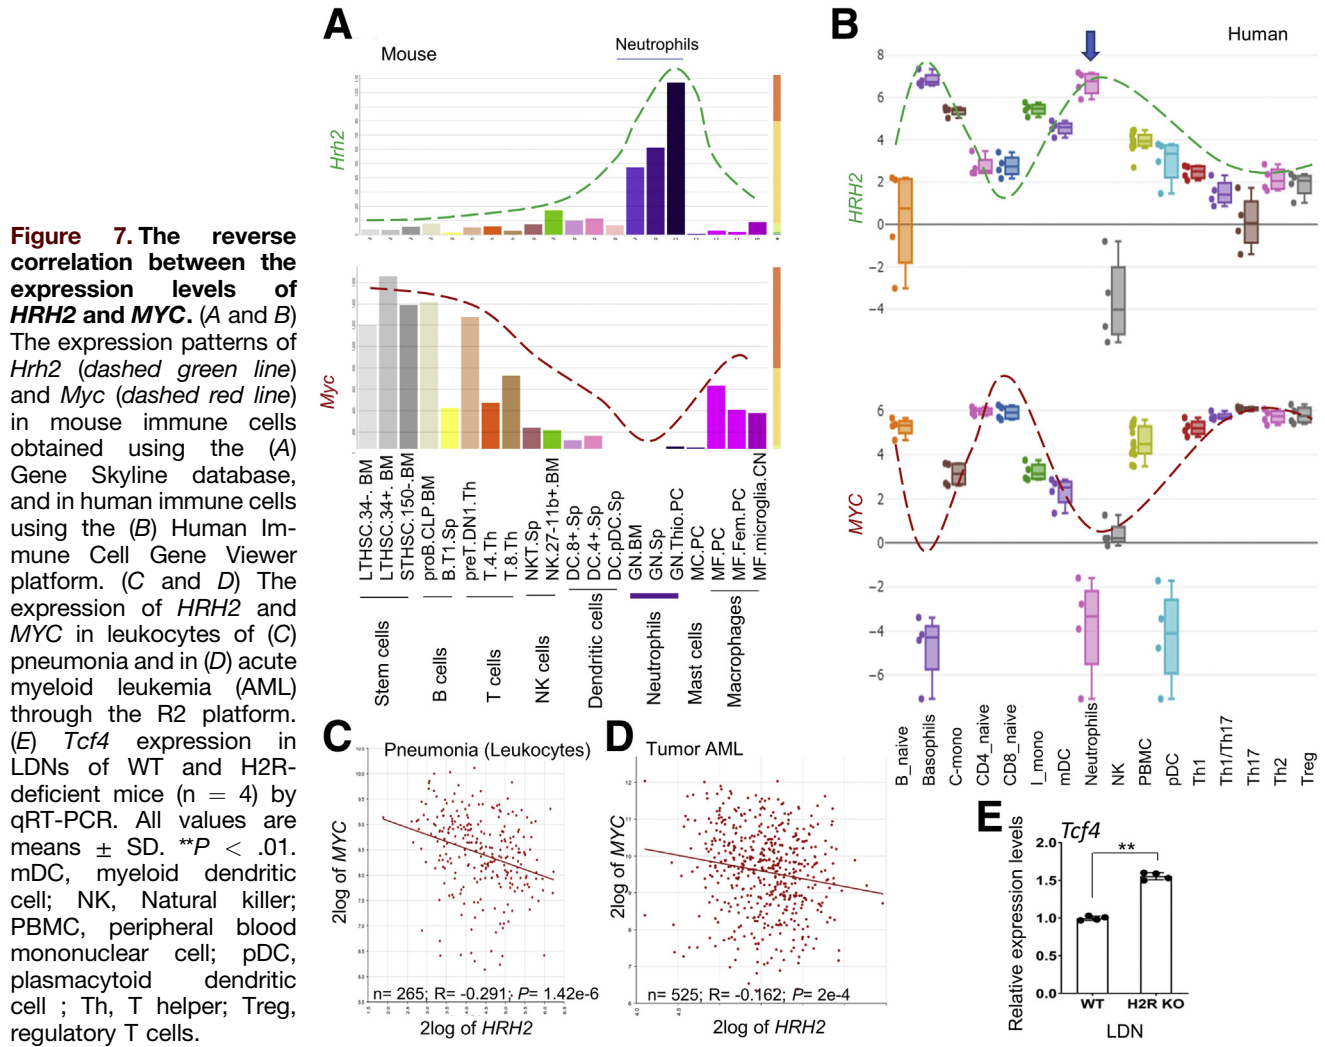 Figure 7. The reverse
correlation between the
expression levels of
HRH2 and MYC. (A and B)
The expression patterns of
Hrh2 (dashed green line)
and Myc (dashed red line)
in mouse immune cells
obtained using the (A)
Gene Skyline database,
and in human immune cells
using the (B) Human Im-
mune Cell Gene Viewer
platform. (C and D) The
expression of HRH2 and
MYC in leukocytes of (C)
pneumonia and in (D) acute
myeloid leukemia (AML)
through the R2 platform.
(E) Tcf4 expression in
LDNs of WT and H2R-
deficient mice (n = 4) by
qRT-PCR. All values are
means ± SD. **P < .01.
mDC, myeloid dendritic
cell; NK, Natural killer;
PBMC, peripheral blood
mononuclear cell; pDC,
plasmacytoid dendritic
cell ; Th, T helper; Treg,
regulatory T cells.
A
Mouse
Neutrophils
Hrh2
Myc
LTHSC.34-. BM
LTHSC.34+. BM
STHSC.150-.BM
proB.CLP.BM
B.T1.Sp
preT.DN1.Th
T.4.Th
T.8.Th
NKT.Sp
NK.27-11b+.BM
DC.8+.Sp
DC.4+.Sp
DC.pDC.Sp
GN.BM
GN.Sp
GN.Thio.PC
MC.PC
MF.PC
MF.Fem.PC
MF.microglia.CN
Stem cells
B cells
T cells
NK cells
Dendritic cells
Neutrophils
Mast cells
Macrophages
B
Human
HRH2
8
6
4
2
0
−2
−4
MYC
6
4
2
0
−2
−4
−6
B_naive
Basophils
C-mono
CD4_naive
CD8_naive
I_mono
mDC
Neutrophils
NK
PBMC
pDC
Th1
Th1/Th17
Th17
Th2
Treg
C
Pneumonia (Leukocytes)
2log of MYC
n= 265; R= -0.291; P= 1.42e-6
2log of HRH2
D
Tumor AML
2log of MYC
12
11
10
9
8
7
6
n= 525; R= -0.162; P= 2e-4
2log of HRH2
E
Tcf4
**
Relative expression levels
2.0
1.5
1.0
0.5
0.0
WT H2R KO
LDN